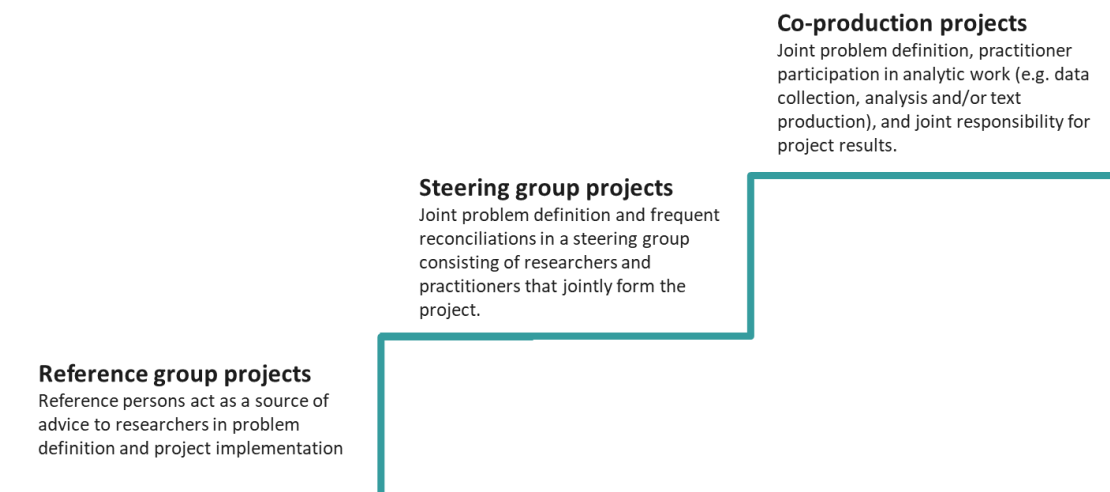 Co-production projects
Joint problem definition, practitioner
participation in analytic work (e.g. data
collection, analysis and/or text
production), and joint responsibility for
project results.
Steering group projects
Joint problem definition and frequent
reconciliations in a steering group
consisting of researchers and
practitioners that jointly form the
project.
Reference group projects
Reference persons act as a source of
advice to researchers in problem
definition and project implementation